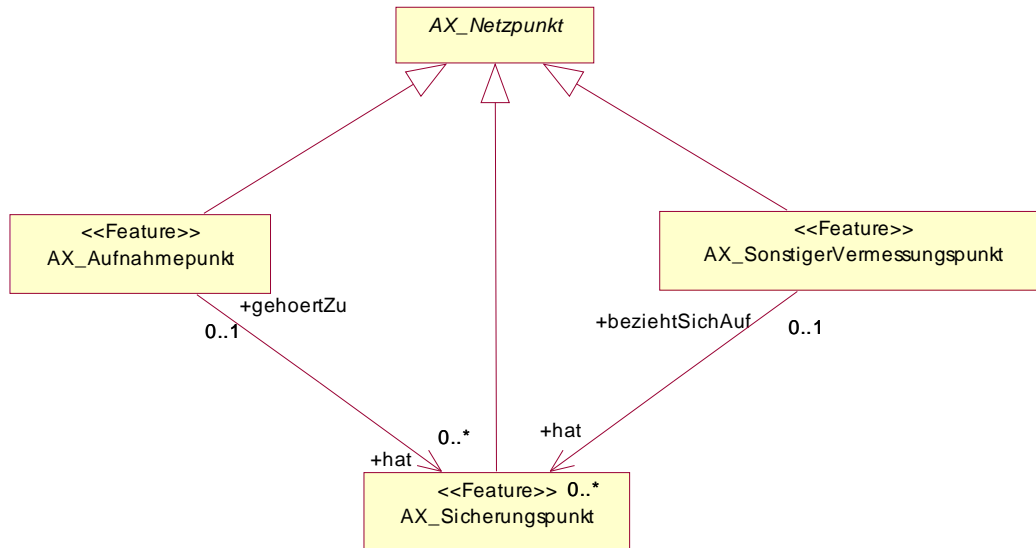 AX_Netzpunkt
<<Feature>>
AX_Aufnahmepunkt
<<Feature>>
AX_SonstigerVermessungspunkt
+gehoertZu
0..1
+beziehtSichAuf
0..1
0..*
+hat
+hat
<<Feature>>
0..*
AX_Sicherungspunkt